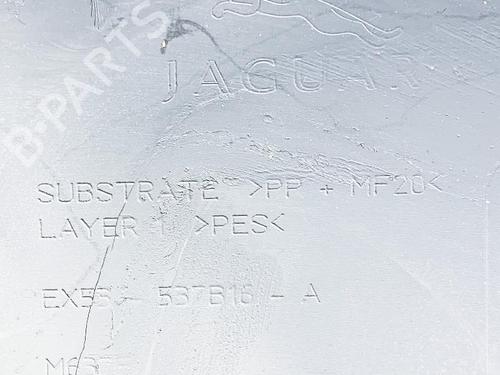 B-PARTS
JAGUAR
SUBSTRATE >PP + MF20<
LAYER 1 >PES<
EX53 - 537B16 - A